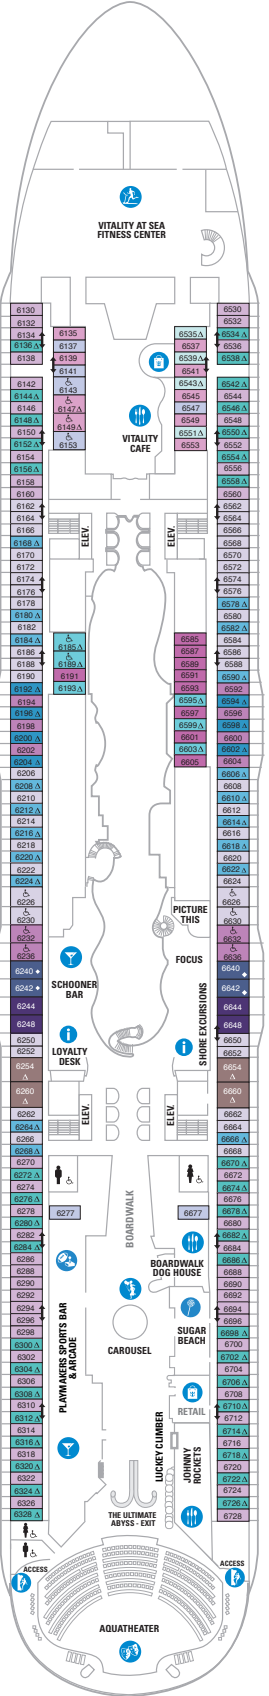 VITALITY AT SEA
FITNESS CENTER
6130
6132
6134
6136 Δ
6138
6135
6137
6139
6141
6143
6147 Δ
6149 Δ
6153
VITALITY
CAFE
6535 Δ
6537
6539 Δ
6541
6543 Δ
6545
6547
6549
6551 Δ
6553
6530
6532
6534 Δ
6536
6538 Δ
6142
6144 Δ
6146
6148 Δ
6150
6152 Δ
6154
6156 Δ
6158
6160
6162
6164
6166
6168 Δ
6170
6172
6174
6176
6178
6180 Δ
6182
6184 Δ
6186
6188
6190
6192 Δ
6194
6196 Δ
6198
6200 Δ
6202
6204 Δ
6206
6208 Δ
6210
6212 Δ
6214
6216 Δ
6218
6220 Δ
6222
6224 Δ
6226
6230
6232
6236
6240
6242
6244
6248
6250
6252
6254
Δ
6260
Δ
6262
6264 Δ
6266
6268 Δ
6270
6272 Δ
6274
6276 Δ
6278
6280 Δ
6282
6284 Δ
6286
6288
6290
6292
6294
6296
6298
6300 Δ
6302
6304 Δ
6306
6308 Δ
6310
6312 Δ
6314
6316 Δ
6318
6320 Δ
6322
6324 Δ
6326
6328 Δ
ELEV.
ELEV.
6185 Δ
6189 Δ
6191
6193 Δ
6585
6587
6589
6591
6593
6595 Δ
6597
6599 Δ
6601
6603 Δ
6605
PICTURE
THIS
FOCUS
SCHOONER
BAR
LOYALTY
DESK
SHORE EXCURSIONS
ELEV.
ELEV.
6277
6677
BOARDWALK
BOARDWALK
DOG HOUSE
SUGAR
BEACH
CAROUSEL
PLAYMAKERS SPORTS BAR
& ARCADE
RETAIL
LUCKEY CLIMBER
JOHNNY
ROCKETS
THE ULTIMATE
ABYSS - EXIT
6542 Δ
6544
6546 Δ
6548
6550 Δ
6552
6554 Δ
6556
6558 Δ
6560
6562
6564
6566
6568
6570
6572
6574
6576
6578 Δ
6580
6582 Δ
6584
6586
6588
6590 Δ
6592
6594 Δ
6596
6598 Δ
6600
6602 Δ
6604
6606 Δ
6608
6610 Δ
6612
6614 Δ
6616
6618 Δ
6620
6622 Δ
6624
6626
6630
6632
6636
6640
6642
6644
6648
6650
6652
6654
Δ
6660
Δ
6662
6664
6666 Δ
6668
6670 Δ
6672
6674 Δ
6676
6678 Δ
6680
6682 Δ
6684
6686 Δ
6688
6690
6692
6694
6696
6698 Δ
6700
6702 Δ
6704
6706 Δ
6708
6710 Δ
6712
6714 Δ
6716
6718 Δ
6720
6722 Δ
6724
6726 Δ
6728
ACCESS
ACCESS
AQUATHEATER